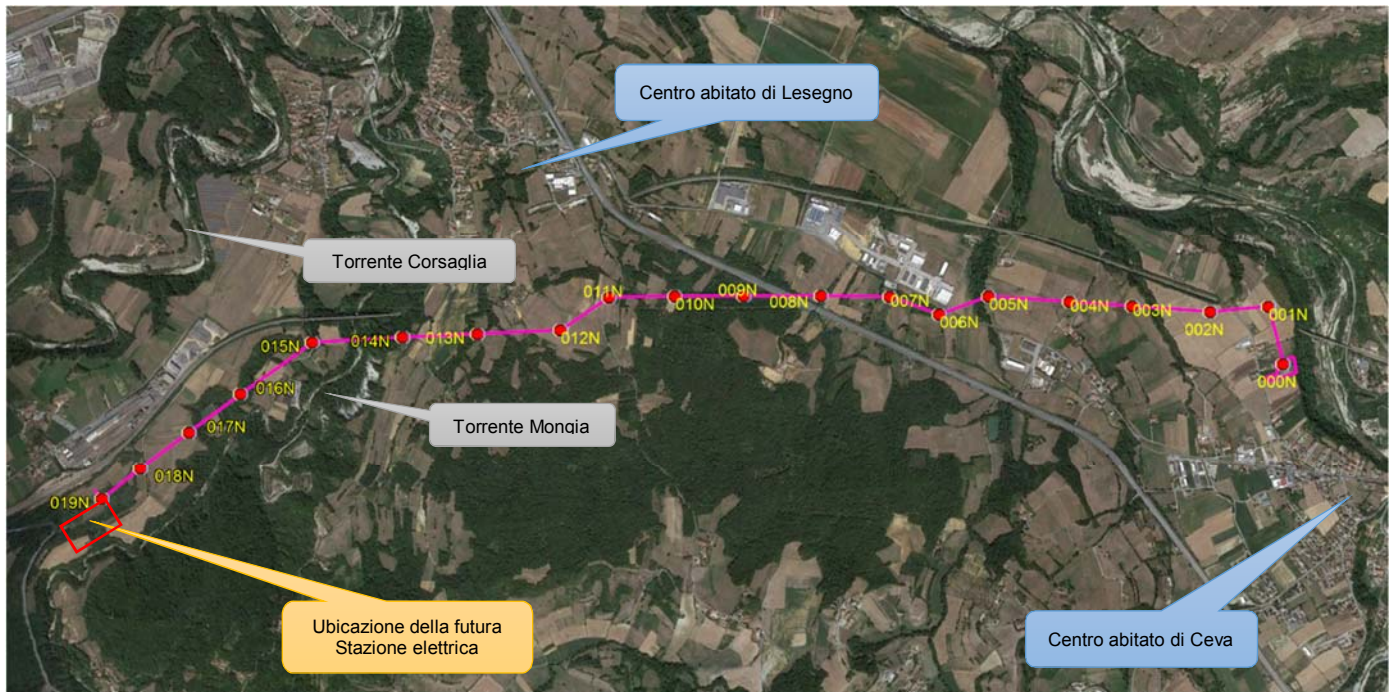 Centro abitato di Lesegno
Torrente Corsaglia
011N
010N
009N
008N
007N
006N
005N
004N
003N
002N
001N
000N
012N
013N
014N
015N
016N
Torrente Mongia
017N
018N
019N
Ubicazione della futura
Stazione elettrica
Centro abitato di Ceva